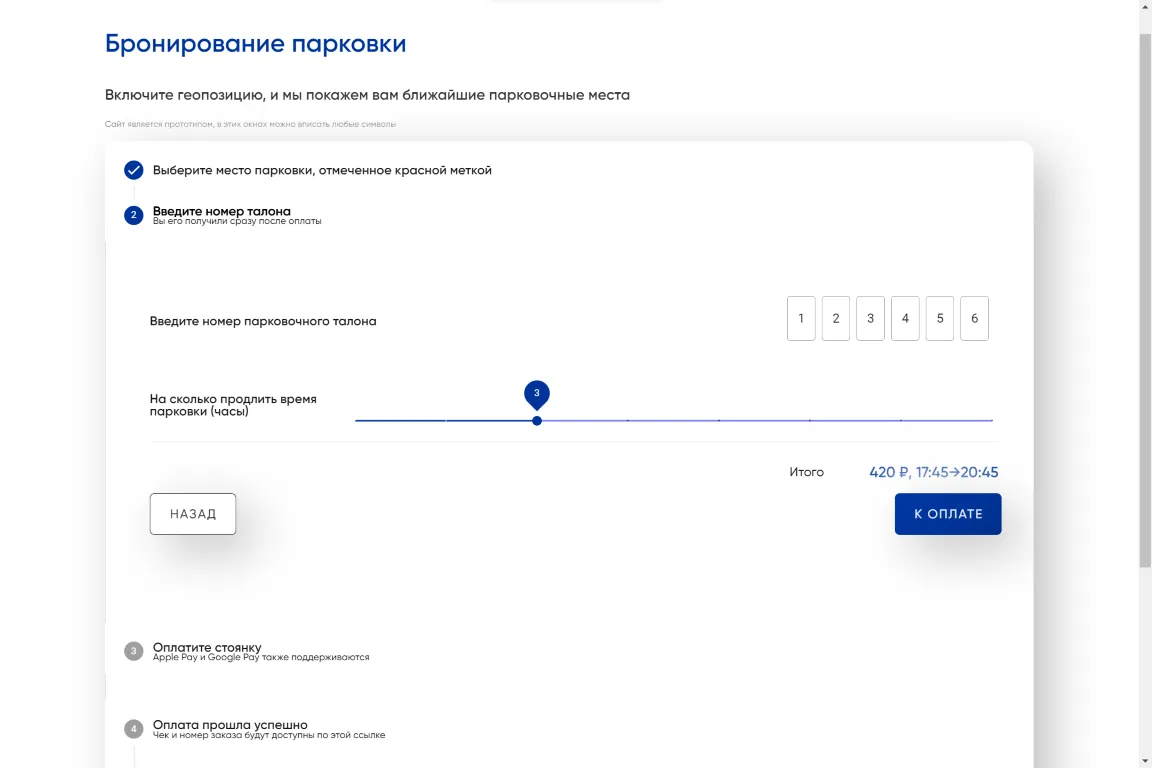 Бронирование парковки
Включите геопозицию, и мы покажем вам ближайшие парковочные места
Сайт является прототипом, в этих окнах можно вписать любые символы
Выберите место парковки, отмеченное красной меткой
2 Введите номер талона
Вы его получили сразу после оплаты
Введите номер парковочного талона 1 2 3 4 5 6
3
На сколько продлить время
парковки (часы)
Итого 420 ₽, 17:45→20:45
НАЗАД К ОПЛАТЕ
3 Оплатите стоянку
Apple Pay и Google Pay также поддерживаются
4 Оплата прошла успешно
Чек и номер заказа будут доступны по этой ссылке